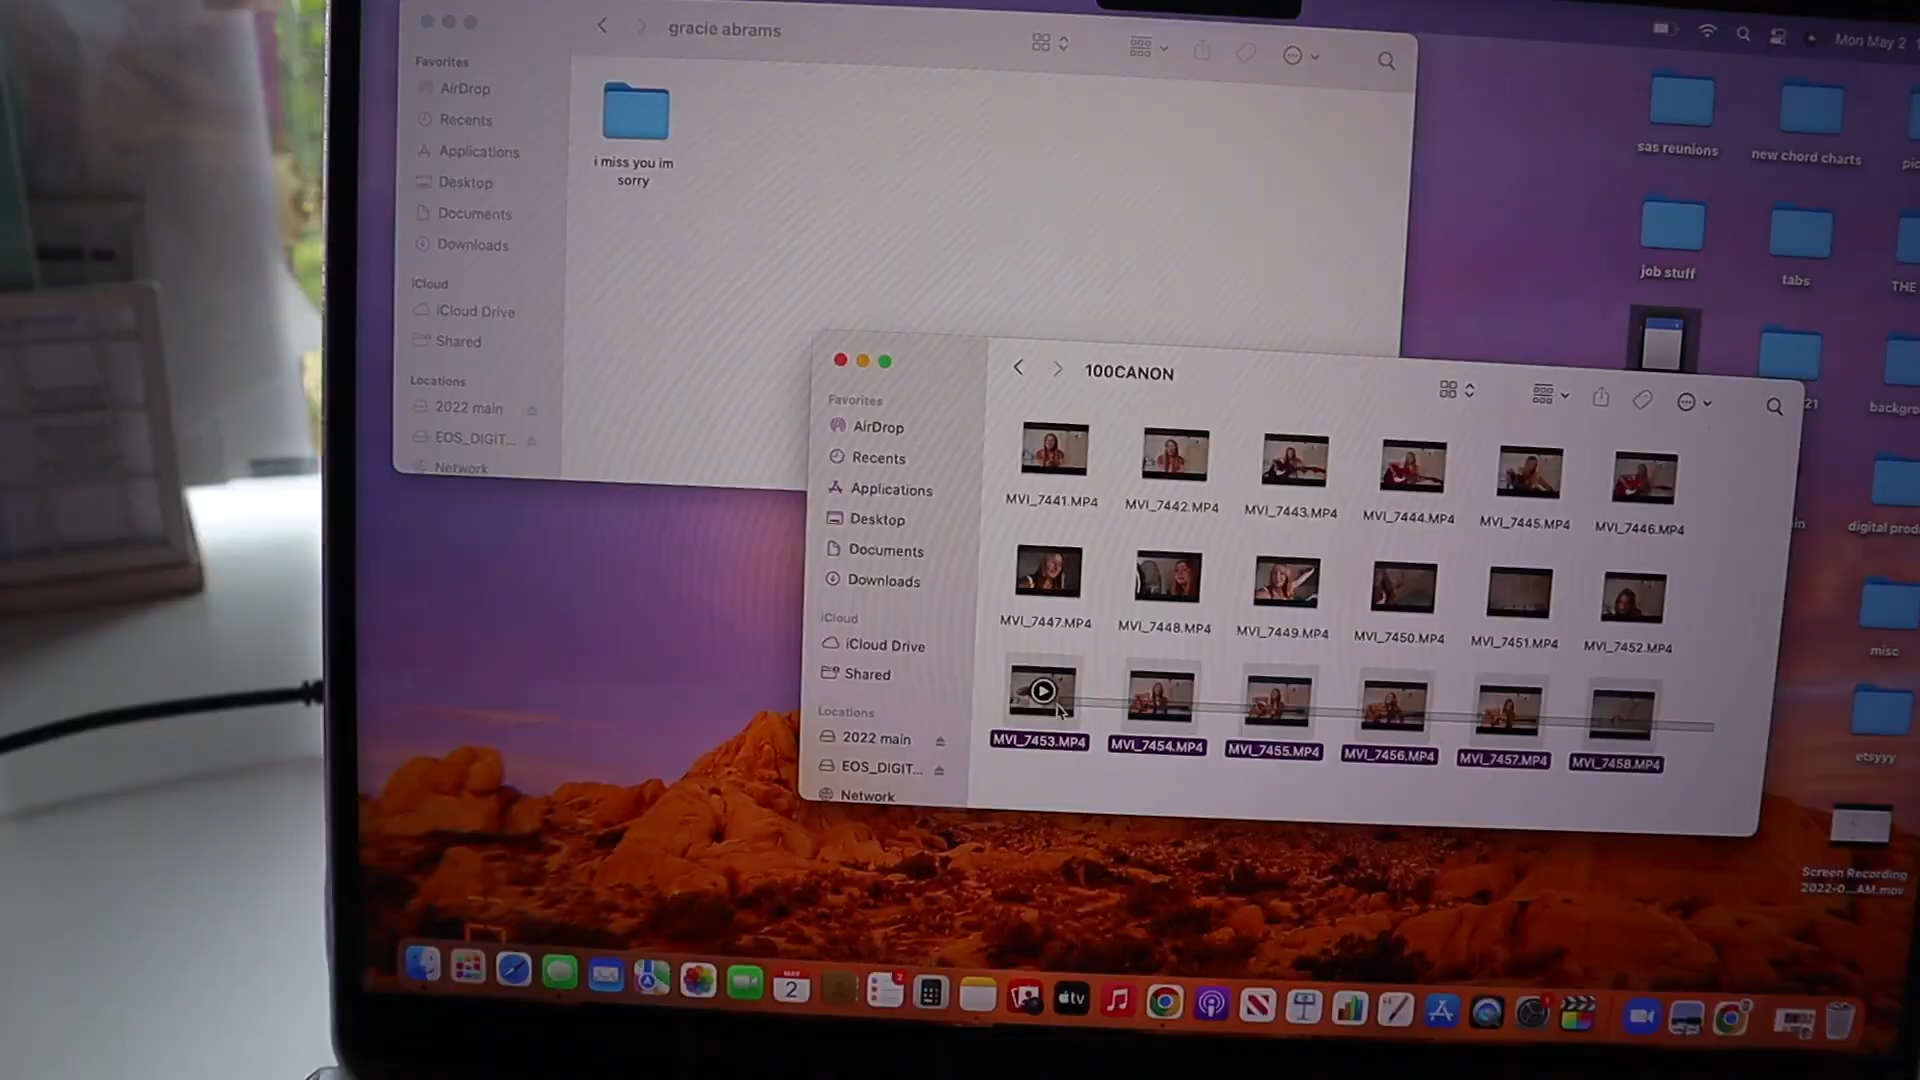 gracie abrams
Mon May 2
Favorites
AirDrop
Recents
Applications
Desktop
Documents
Downloads
iCloud
iCloud Drive
Shared
Locations
2022 main
EOS_DIGIT...
Network
i miss you im
sorry
sas reunions
new chord charts
job stuff
tabs
THE
digital prod
misc
etsyyy
Screen Recording
2022-0...AM.mov
100CANON
Favorites
AirDrop
Recents
Applications
Desktop
Documents
Downloads
iCloud
iCloud Drive
Shared
Locations
2022 main
EOS_DIGIT...
Network
MVI_7441.MP4
MVI_7442.MP4
MVI_7443.MP4
MVI_7444.MP4
MVI_7445.MP4
MVI_7446.MP4
MVI_7447.MP4
MVI_7448.MP4
MVI_7449.MP4
MVI_7450.MP4
MVI_7451.MP4
MVI_7452.MP4
MVI_7453.MP4
MVI_7454.MP4
MVI_7455.MP4
MVI_7456.MP4
MVI_7457.MP4
MVI_7458.MP4
MAY
2
tv